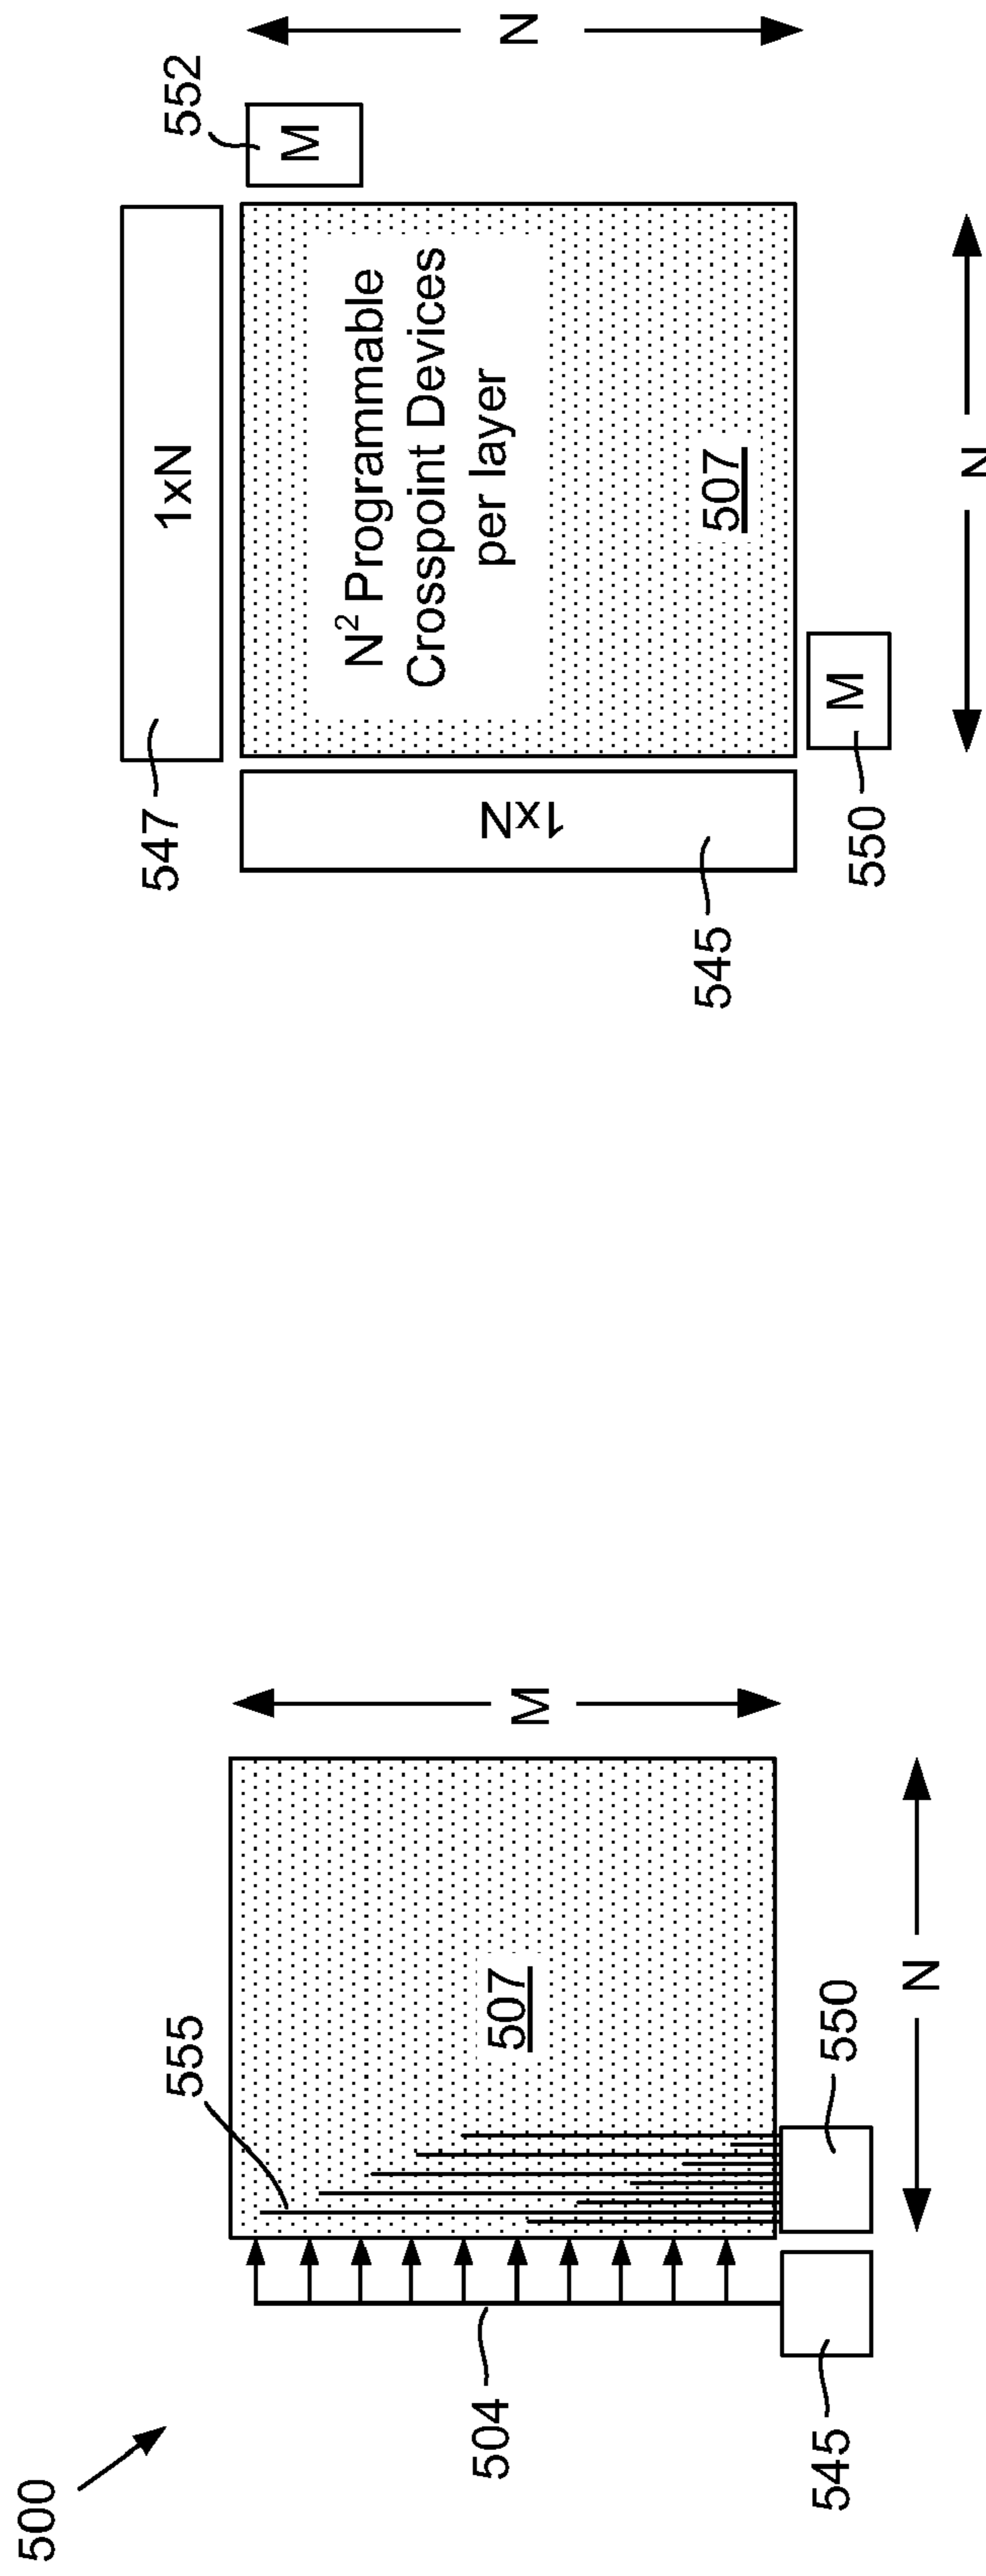 500
555
504
507
M
545
550
N
547
1xN
552
M
N² Programmable
Crosspoint Devices
per layer
N
1xN
507
545
550
M
N